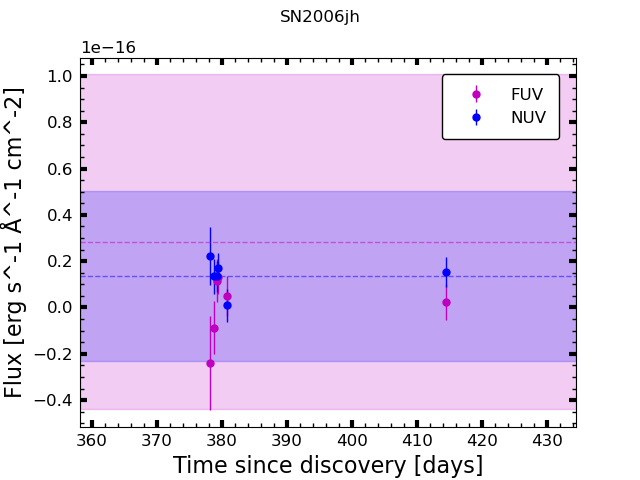 SN2006jh
1e−16
1.0
0.8
0.6
0.4
0.2
0.0
−0.2
−0.4
Flux [erg s^-1 Å^-1 cm^-2]
FUV
NUV
360 370 380 390 400 410 420 430
Time since discovery [days]